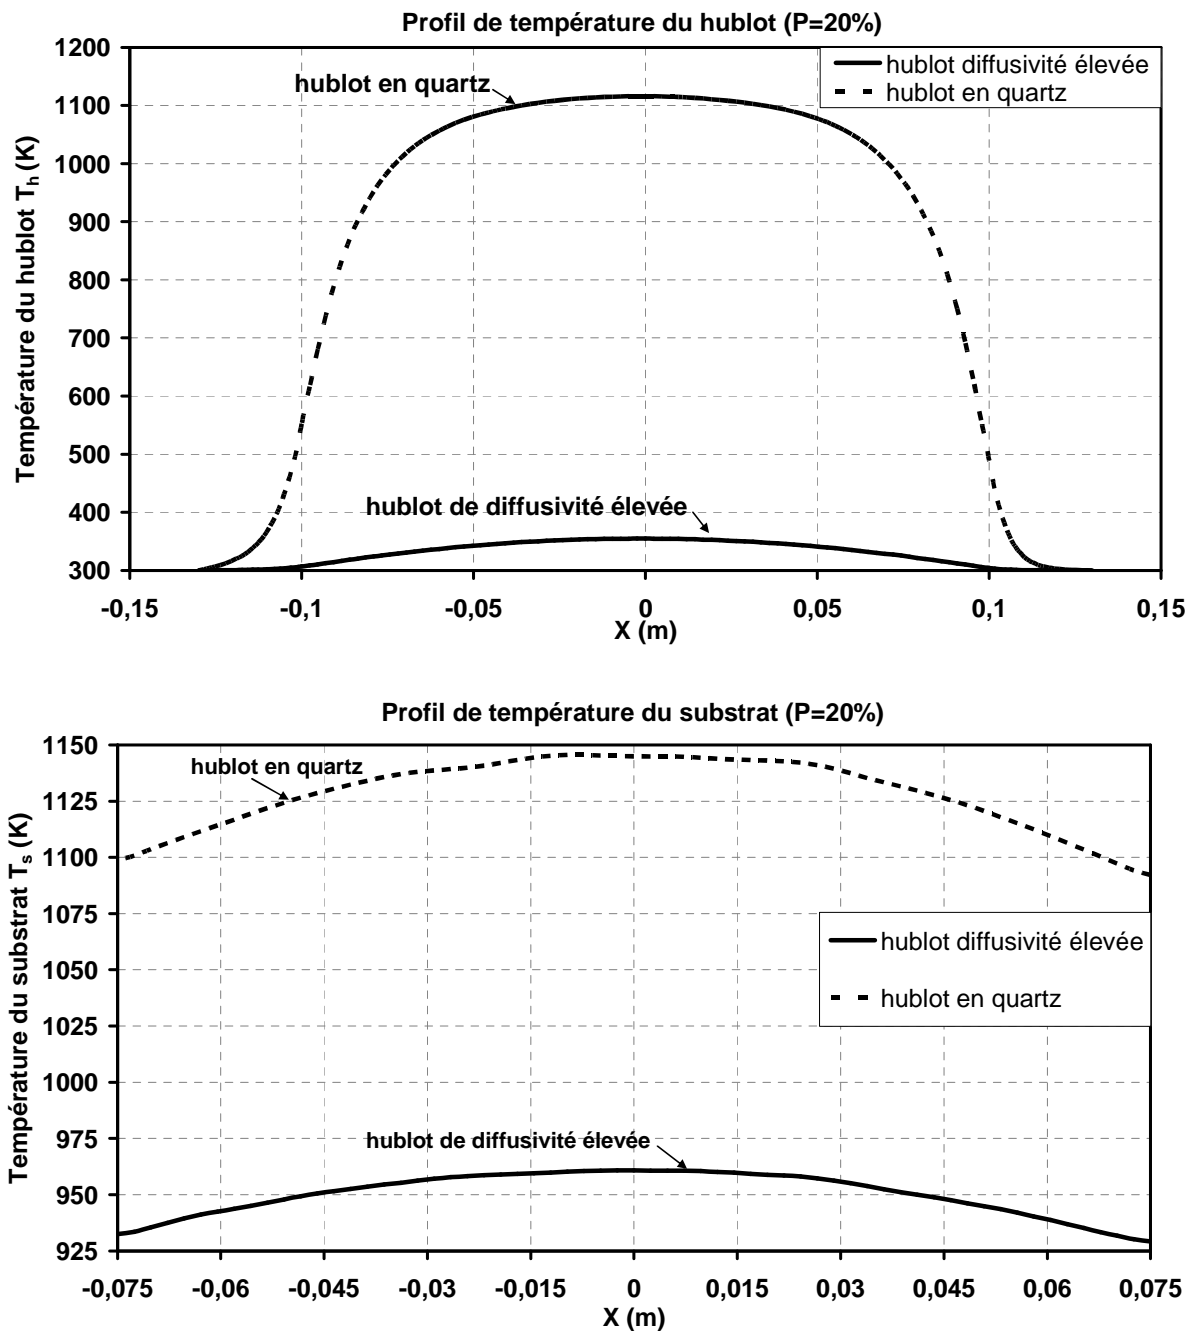 Profil de température du hublot (P=20%)
Température du hublot Th (K)
1200
1100
1000
900
800
700
600
500
400
300
hublot en quartz
hublot diffusivité élevée
hublot en quartz
hublot de diffusivité élevée
-0,15
-0,1
-0,05
0
0,05
0,1
0,15
X (m)
Profil de température du substrat (P=20%)
Température du substrat Ts (K)
1150
1125
1100
1075
1050
1025
1000
975
950
925
hublot en quartz
hublot diffusivité élevée
hublot en quartz
hublot de diffusivité élevée
-0,075
-0,06
-0,045
-0,03
-0,015
0
0,015
0,03
0,045
0,06
0,075
X (m)